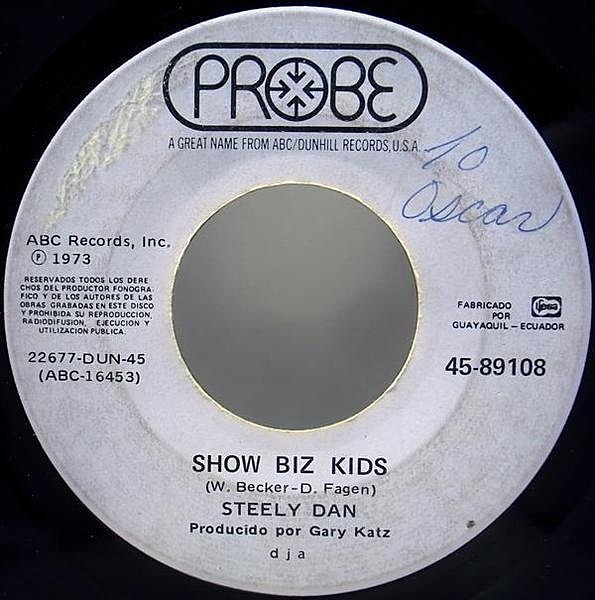 PROBE
A GREAT NAME FROM ABC/DUNHILL RECORDS, U.S.A.
To
Oscar
ABC Records, Inc.
Ⓟ 1973
RESERVADOS TODOS LOS DERE
CHOS DEL PRODUCTOR FONOGRA-
FICO Y DE LOS AUTORES DE LAS
OBRAS GRABADAS EN ESTE DISCO
Y PROHIBIDA SU REPRODUCCION,
RADIODIFUSION, EJECUCION Y
UTILIZACION PUBLICA.
22677-DUN-45
(ABC-16453)
FABRICADO
POR
ifesa
GUAYAQUIL – ECUADOR
45-89108
SHOW BIZ KIDS
(W. Becker-D. Fagen)
STEELY DAN
Producido por Gary Katz
d j a